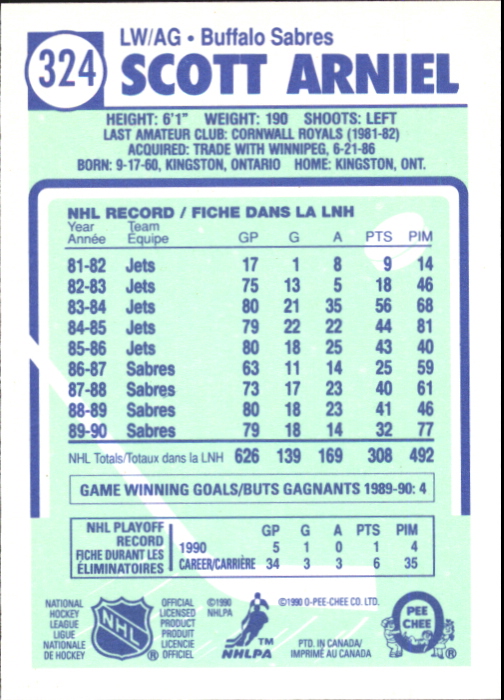 324
LW/AG • Buffalo Sabres
SCOTT ARNIEL
HEIGHT: 6'1" WEIGHT: 190 SHOOTS: LEFT
LAST AMATEUR CLUB: CORNWALL ROYALS (1981-82)
ACQUIRED: TRADE WITH WINNIPEG, 6-21-86
BORN: 9-17-60, KINGSTON, ONTARIO HOME: KINGSTON, ONT.
NHL RECORD / FICHE DANS LA LNH
Year Team
Année Équipe GP G A PTS PIM
81-82 Jets 17 1 8 9 14
82-83 Jets 75 13 5 18 46
83-84 Jets 80 21 35 56 68
84-85 Jets 79 22 22 44 81
85-86 Jets 80 18 25 43 40
86-87 Sabres 63 11 14 25 59
87-88 Sabres 73 17 23 40 61
88-89 Sabres 80 18 23 41 46
89-90 Sabres 79 18 14 32 77
NHL Totals/Totaux dans la LNH 626 139 169 308 492
GAME WINNING GOALS/BUTS GAGNANTS 1989-90: 4
NHL PLAYOFF
RECORD
FICHE DURANT LES
ÉLIMINATOIRES
GP G A PTS PIM
1990 5 1 0 1 4
CAREER/CARRIÈRE 34 3 3 6 35
NATIONAL
HOCKEY
LEAGUE
LIGUE
NATIONALE
DE HOCKEY
NHL
®
OFFICIAL
LICENSED
PRODUCT
PRODUIT
LICENCIE
OFFICIEL
©1990
NHLPA
TM
NHLPA
©1990 O-PEE-CHEE CO. LTD.
PTD. IN CANADA/
IMPRIMÉ AU CANADA
PEE
CHEE
®